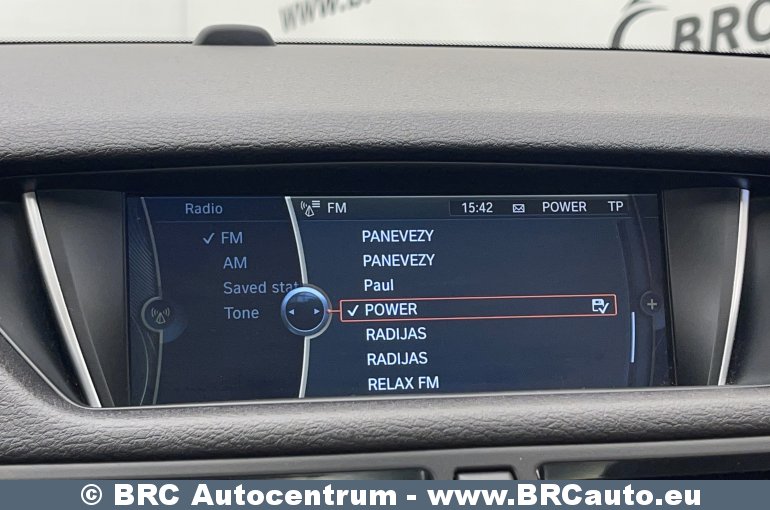 BRC
BRC
Radio
FM
15:42
POWER
TP
✓ FM
AM
Saved stat
Tone
PANEVEZY
PANEVEZY
Paul
✓ POWER
RADIJAS
RADIJAS
RELAX FM
© BRC Autocentrum - www.BRCauto.eu